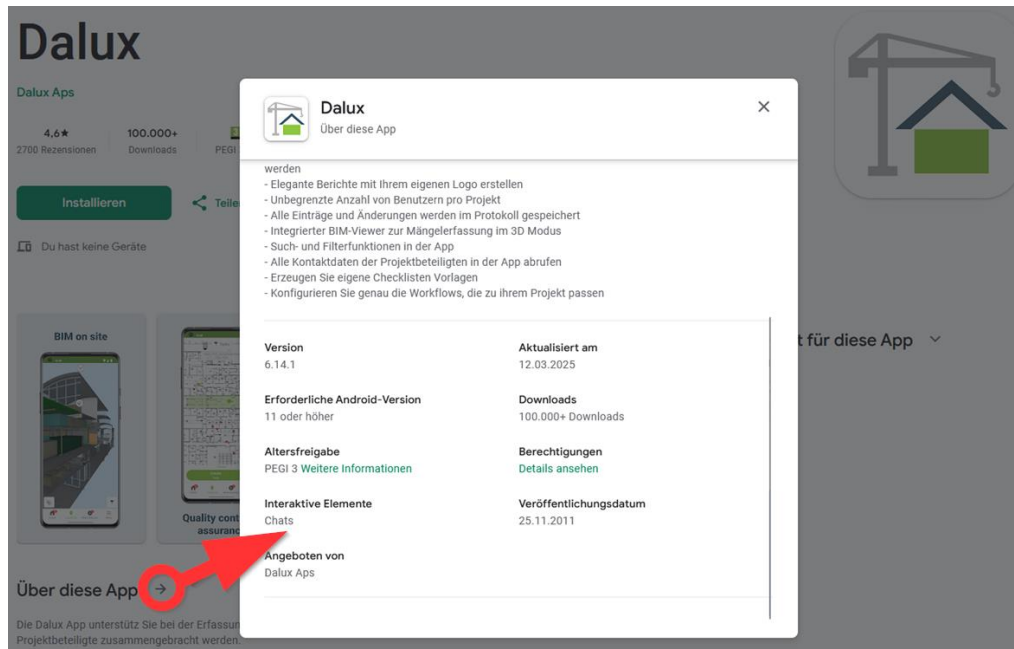 Dalux
Dalux Aps
4,6★
100.000+
2700 Rezensionen
Downloads
PEGI
Installieren
Teile
Du hast keine Geräte
BIM on site
Quality cont
assuranc
Über diese App
Die Dalux App unterstütz Sie bei der Erfassun
Projektbeteiligte zusammengebracht werden.
Dalux
Über diese App
werden
- Elegante Berichte mit Ihrem eigenen Logo erstellen
- Unbegrenzte Anzahl von Benutzern pro Projekt
- Alle Einträge und Änderungen werden im Protokoll gespeichert
- Integrierter BIM-Viewer zur Mängelerfassung im 3D Modus
- Such- und Filterfunktionen in der App
- Alle Kontaktdaten der Projektbeteiligten in der App abrufen
- Erzeugen Sie eigene Checklisten Vorlagen
- Konfigurieren Sie genau die Workflows, die zu ihrem Projekt passen
Version
6.14.1
Aktualisiert am
12.03.2025
Erforderliche Android-Version
11 oder höher
Downloads
100.000+ Downloads
Altersfreigabe
PEGI 3 Weitere Informationen
Berechtigungen
Details ansehen
Interaktive Elemente
Chats
Veröffentlichungsdatum
25.11.2011
Angeboten von
Dalux Aps
t für diese App